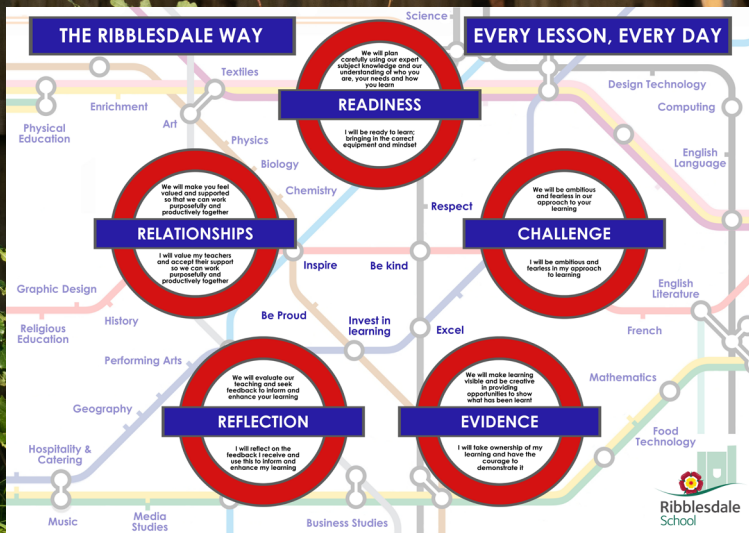 THE RIBBLESDALE WAY
EVERY LESSON, EVERY DAY
We will plan
carefully using our expert
subject knowledge and our
understanding of who you
are, your needs and how
you learn
READINESS
I will be ready to learn;
bringing in the correct
equipment and mindset
We will make you feel
valued and supported
so that we can work
purposefully and
productively together
RELATIONSHIPS
I will value my teachers
and accept their support
so we can work
purposefully and
productively together
We will be ambitious
and fearless in our
approach to your
learning
CHALLENGE
I will be ambitious and
fearless in my approach
to learning
We will evaluate our
teaching and seek
feedback to inform and
enhance your learning
REFLECTION
I will reflect on the
feedback I receive and
use this to inform and
enhance my learning
We will make learning
visible and be creative
in providing
opportunities to show
what has been learnt
EVIDENCE
I will take ownership of my
learning and have the
courage to
demonstrate it
Science
Textiles
Enrichment
Art
Physical
Education
Physics
Biology
Chemistry
Design Technology
Computing
English
Language
Respect
Inspire
Be kind
Be Proud
Invest in
learning
Excel
Graphic Design
Religious
Education
History
Performing Arts
Geography
Hospitality &
Catering
Music
Media
Studies
Business Studies
English
Literature
French
Mathematics
Food
Technology
Ribblesdale
School